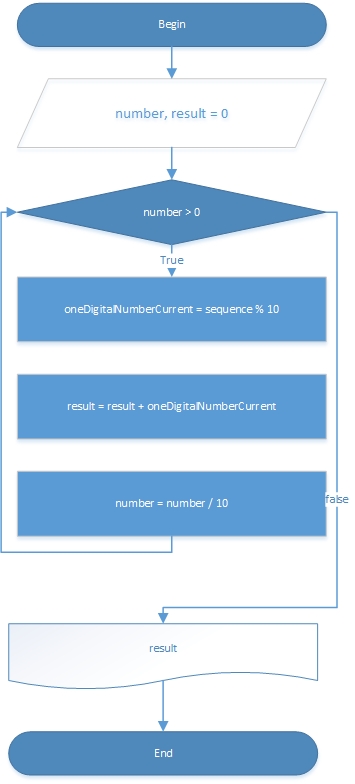 Begin
number, result = 0
number > 0
True
oneDigitalNumberCurrent = sequence % 10
result = result + oneDigitalNumberCurrent
number = number / 10
false
result
End